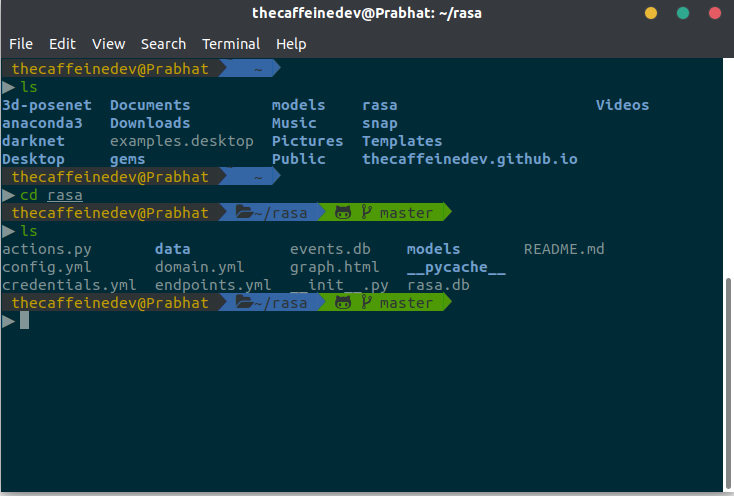 thecaffeinedev@Prabhat: ~/rasa
File Edit View Search Terminal Help
thecaffeinedev@Prabhat ~
ls
3d-posenet Documents models rasa Videos
anaconda3 Downloads Music snap
darknet examples.desktop Pictures Templates
Desktop gems Public thecaffeinedev.github.io
thecaffeinedev@Prabhat ~
cd rasa
thecaffeinedev@Prabhat ~/rasa master
ls
actions.py data events.db models README.md
config.yml domain.yml graph.html __pycache__
credentials.yml endpoints.yml __init__.py rasa.db
thecaffeinedev@Prabhat ~/rasa master